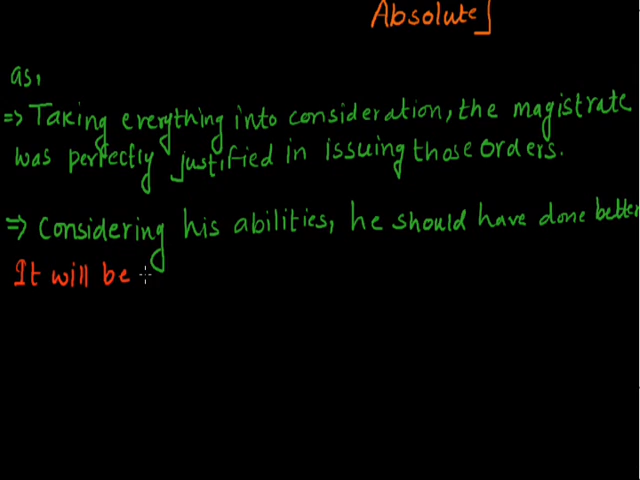 Absolute]
as,
=> Taking everything into consideration, the magistrate
was perfectly justified in issuing those orders.
=> Considering his abilities, he should have done better
It will be